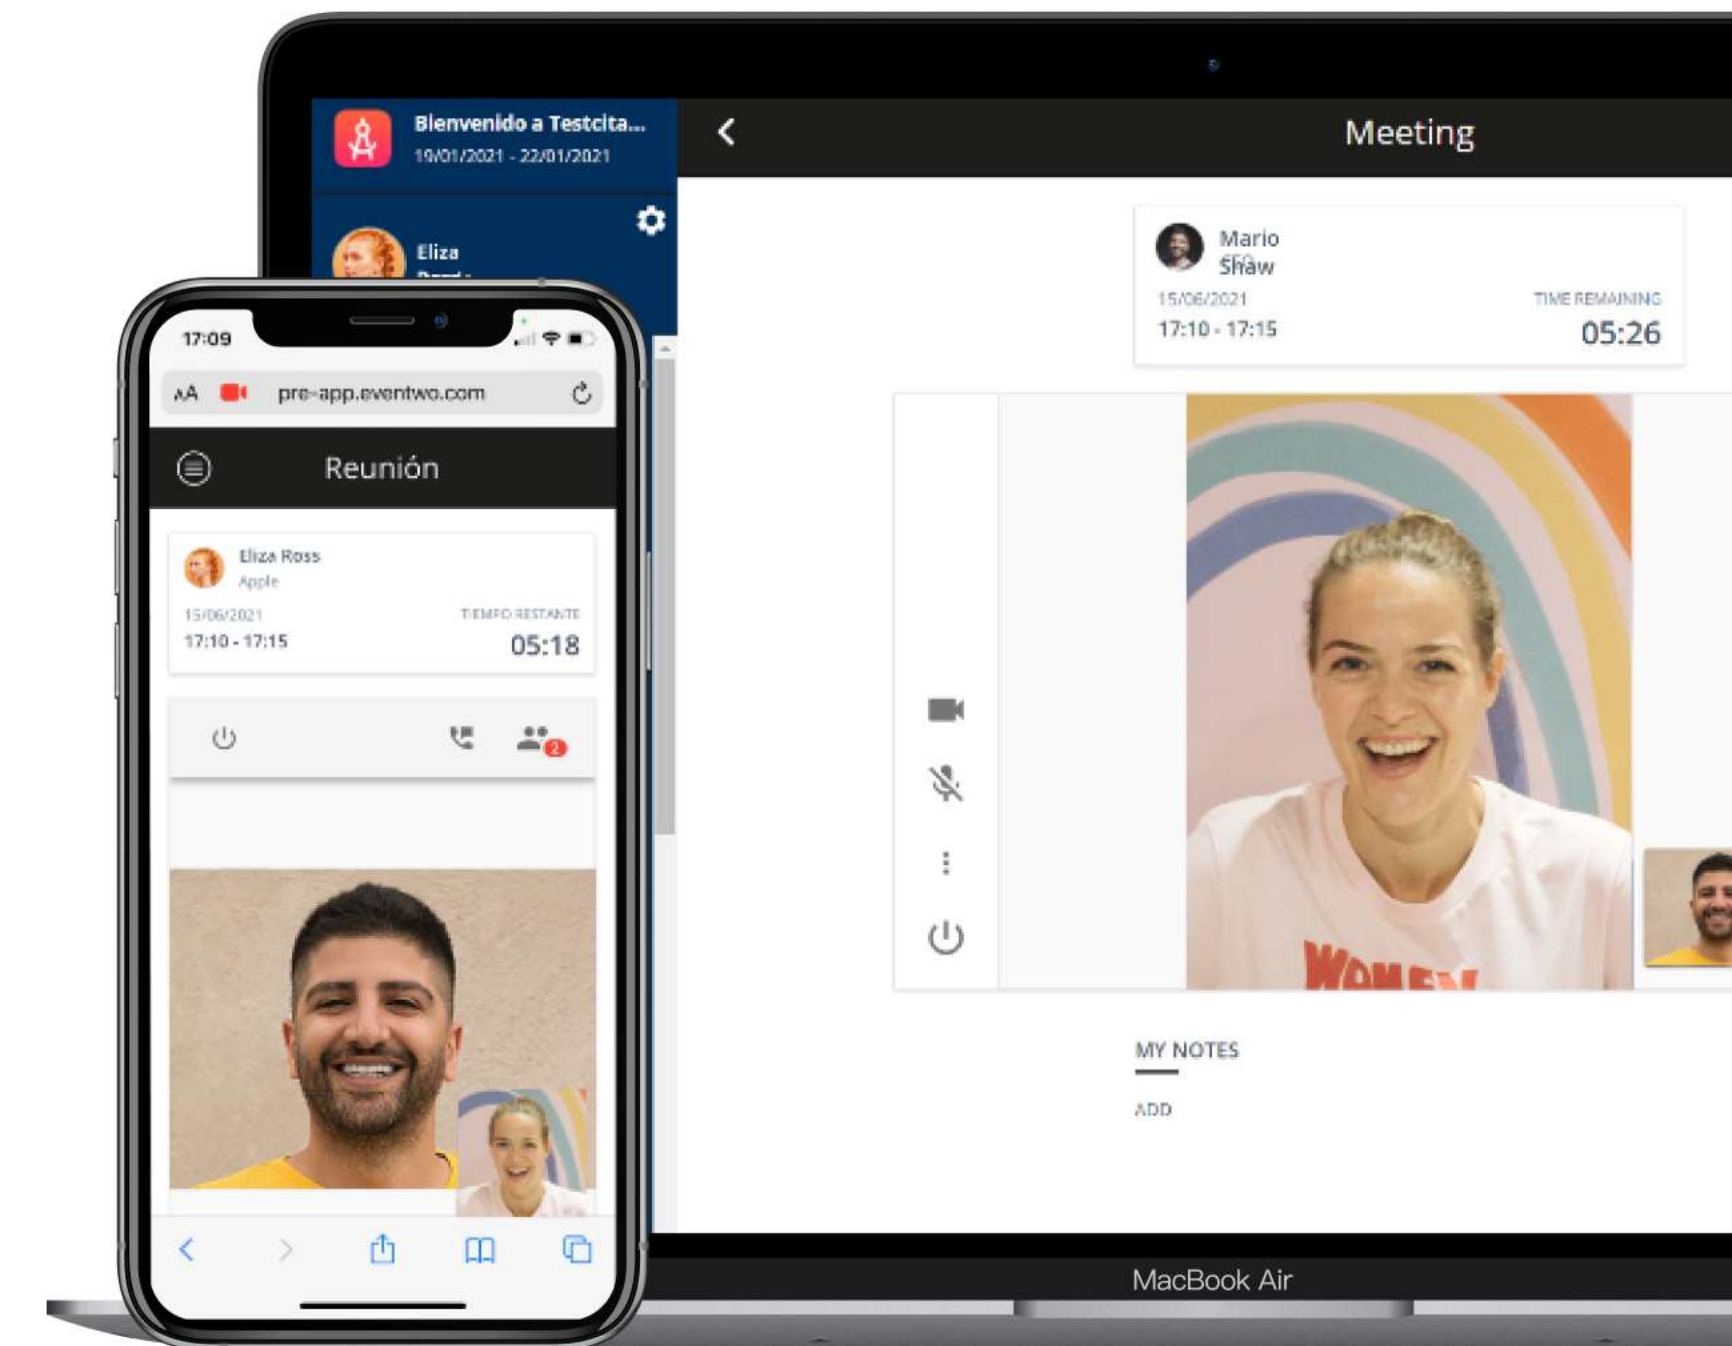 Bienvenido a Testcita...
19/01/2021 - 22/01/2021
Eliza
Meeting
Mario
Shaw
15/06/2021
17:10 - 17:15
TIME REMAINING
05:26
MY NOTES
ADD
MacBook Air
17:09
AA
pre-app.eventwo.com
Reunión
Eliza Ross
Apple
15/06/2021
17:10 - 17:15
TIEMPO RESTANTE
05:18
2
WOMEN